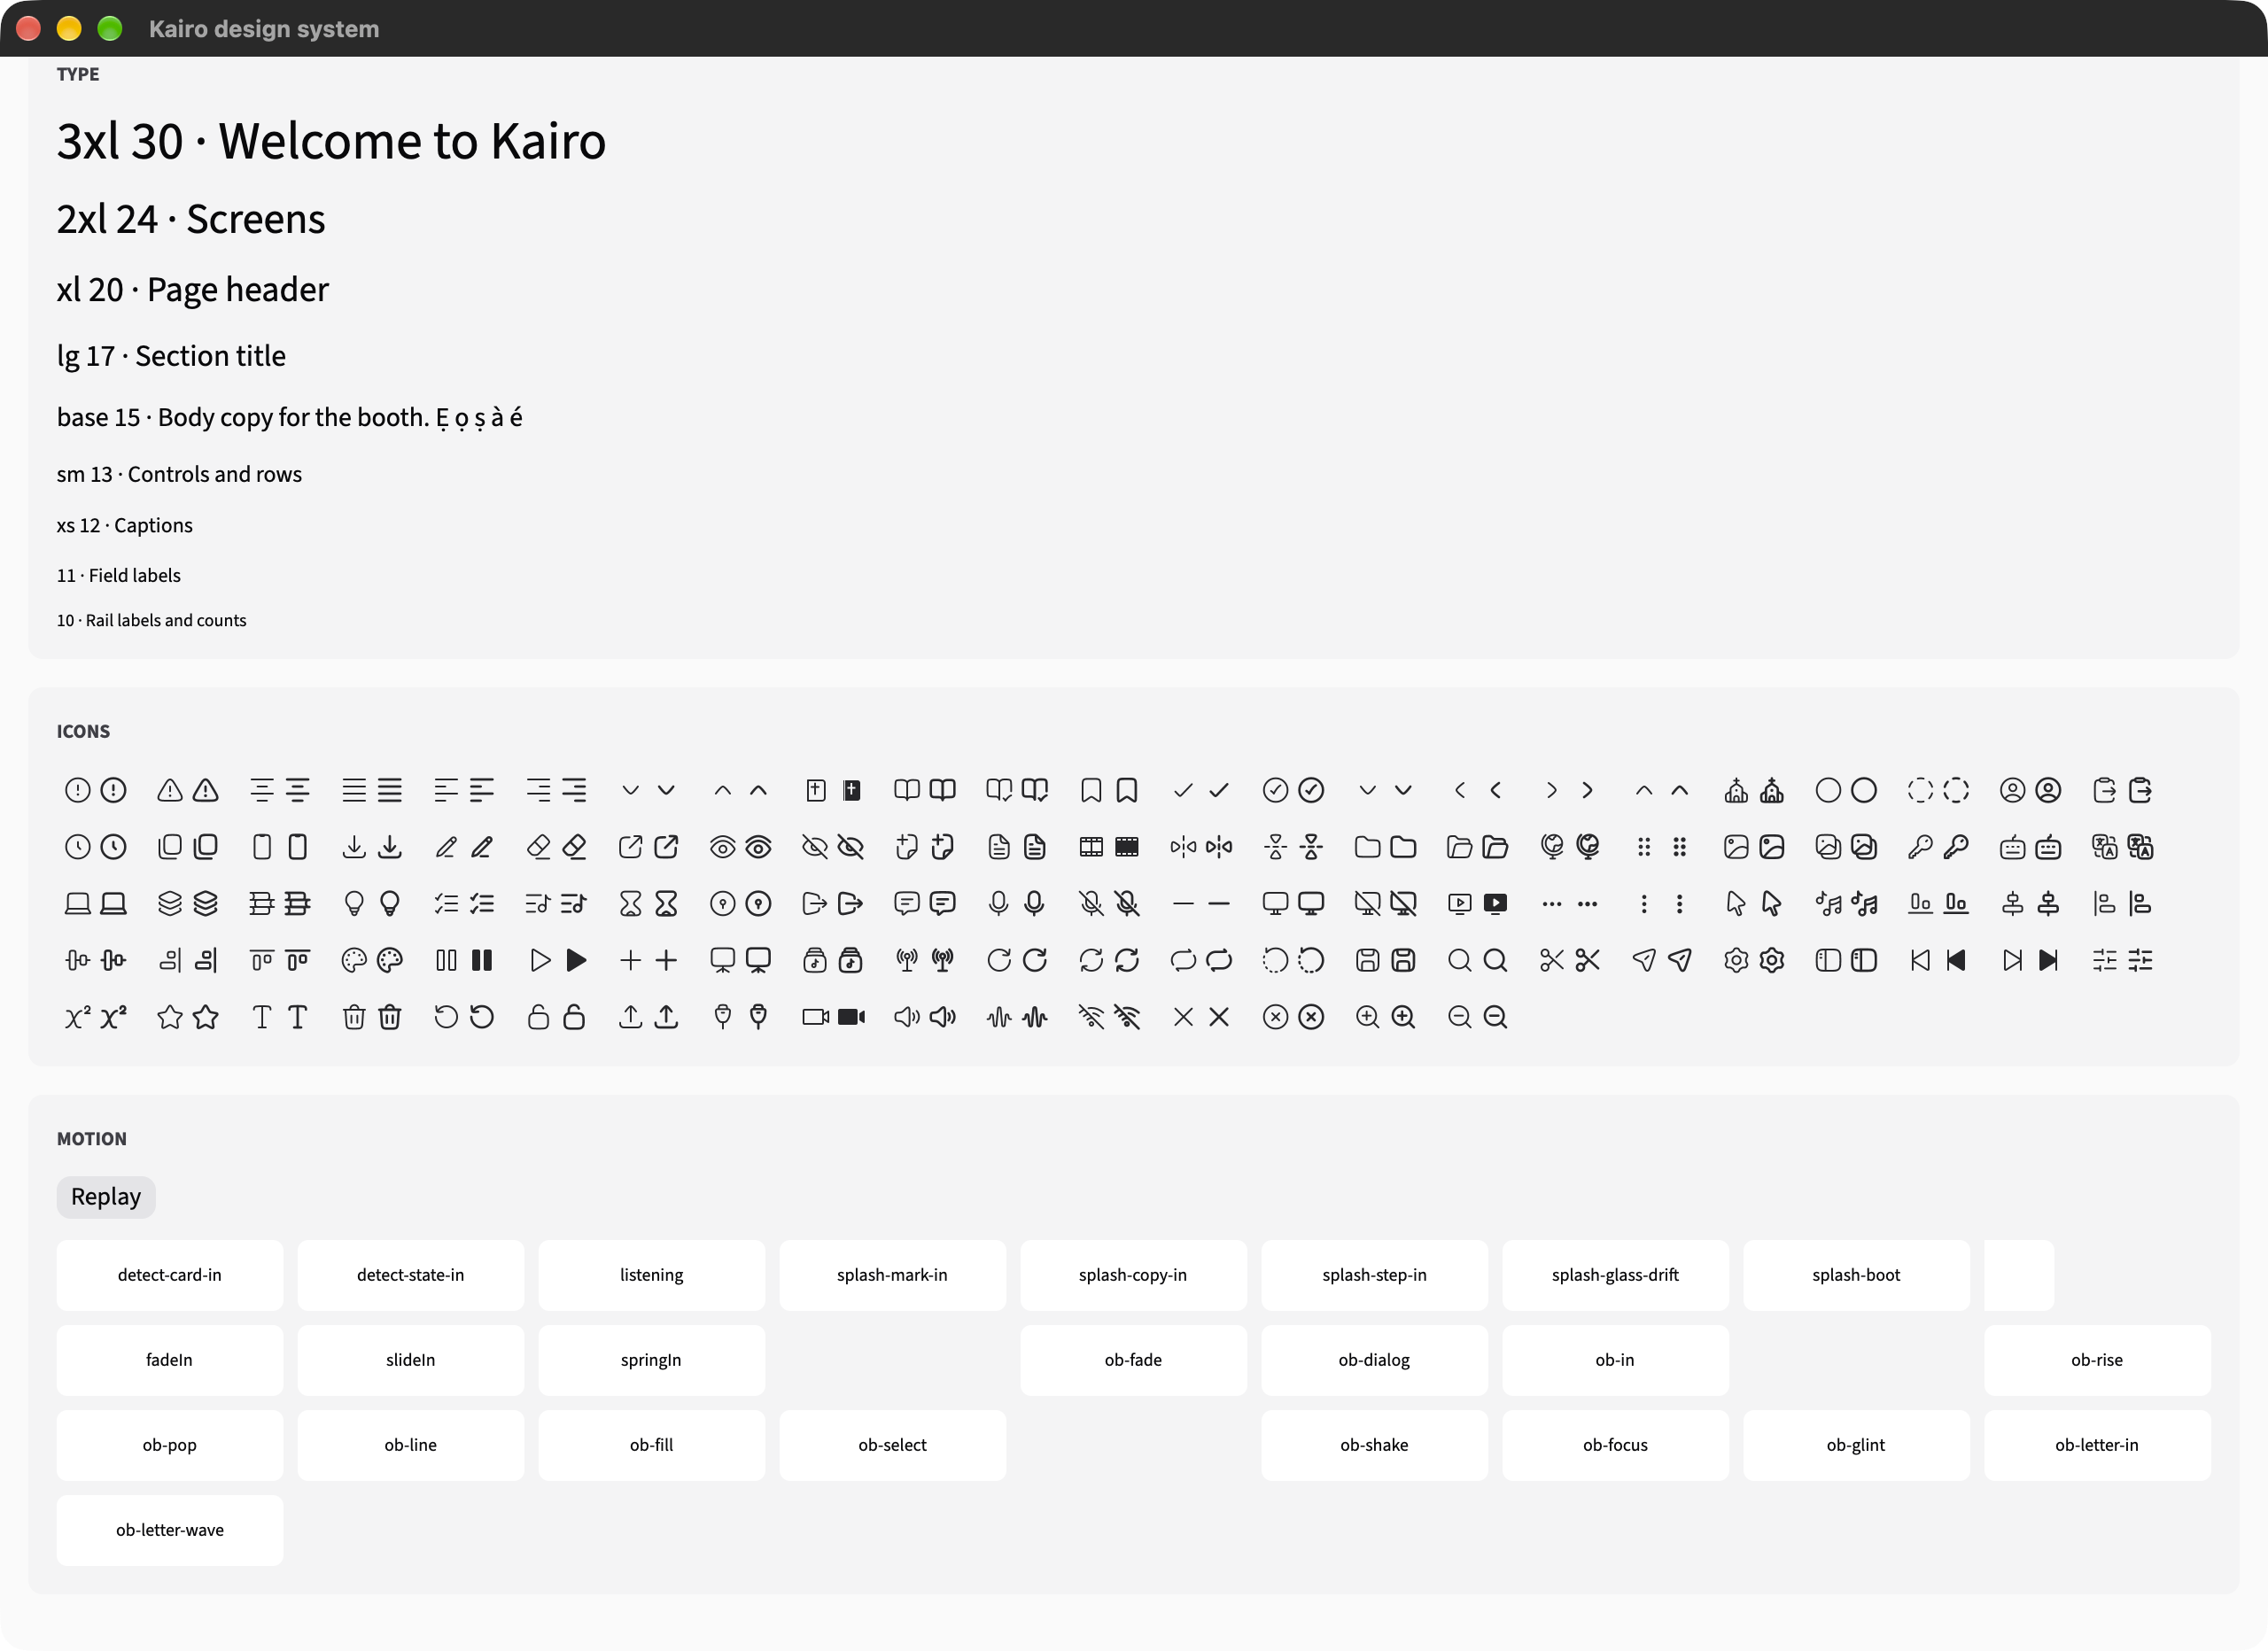 Kairo design system
TYPE
3xl 30 · Welcome to Kairo
2xl 24 · Screens
xl 20 · Page header
lg 17 · Section title
base 15 · Body copy for the booth. Ẹ ọ ṣ à é
sm 13 · Controls and rows
xs 12 · Captions
11 · Field labels
10 · Rail labels and counts
ICONS
MOTION
Replay
detect-card-in
detect-state-in
listening
splash-mark-in
splash-copy-in
splash-step-in
splash-glass-drift
splash-boot
fadeIn
slideIn
springIn
ob-fade
ob-dialog
ob-in
ob-rise
ob-pop
ob-line
ob-fill
ob-select
ob-shake
ob-focus
ob-glint
ob-letter-in
ob-letter-wave